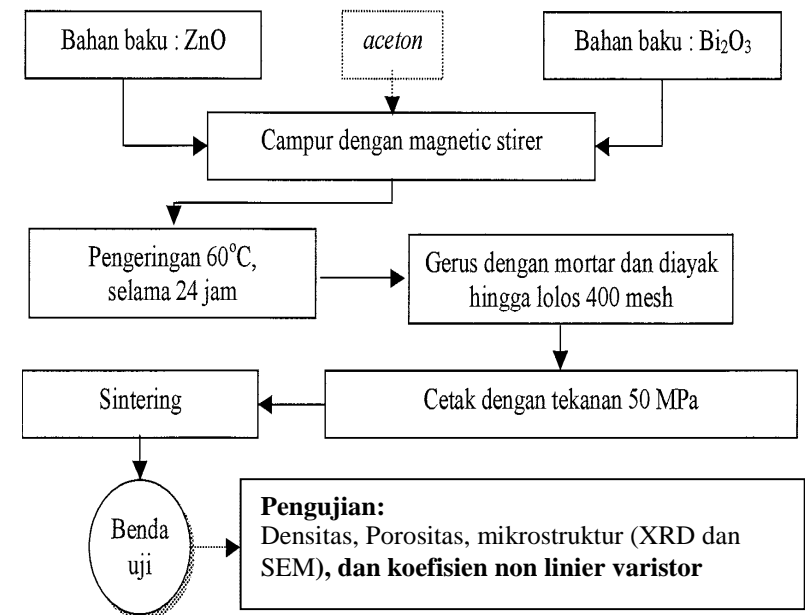 Bahan baku : ZnO
aceton
Bahan baku : Bi₂O₃
Campur dengan magnetic stirer
Pengeringan 60°C,
selama 24 jam
Gerus dengan mortar dan diayak
hingga lolos 400 mesh
Sintering
Cetak dengan tekanan 50 MPa
Benda
uji
Pengujian:
Densitas, Porositas, mikrostruktur (XRD dan
SEM), dan koefisien non linier varistor